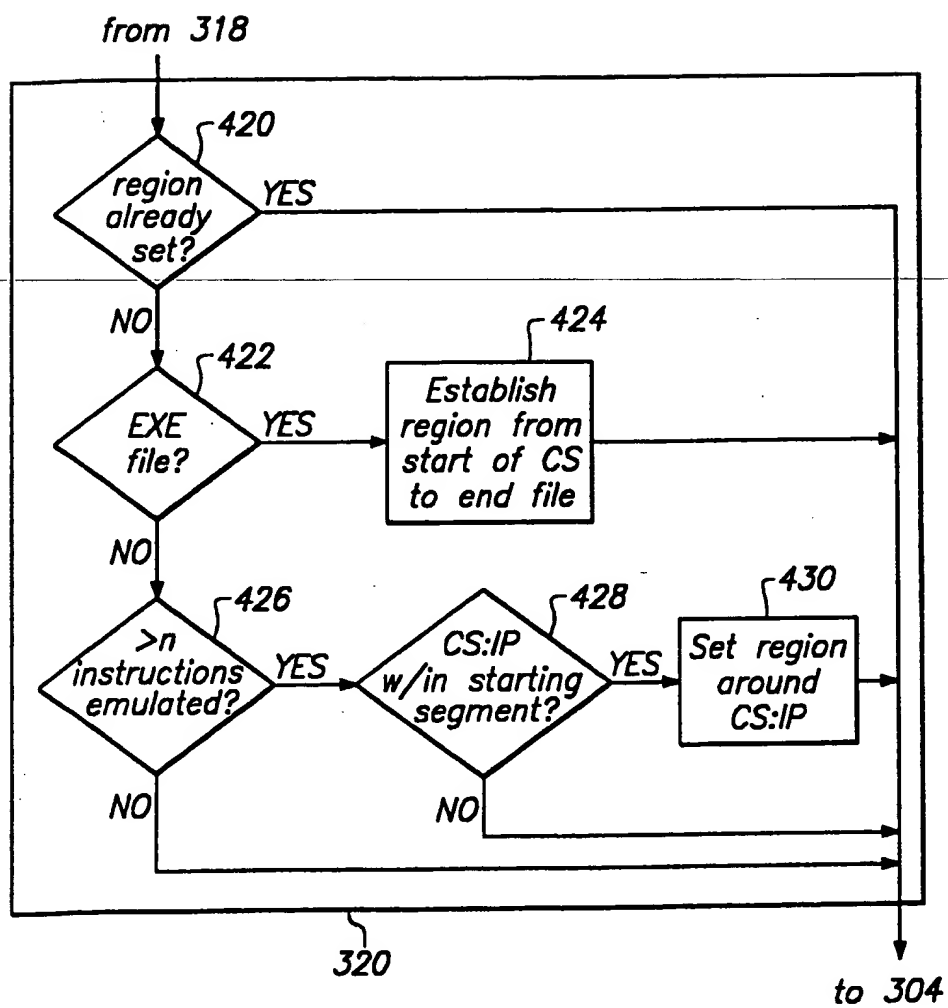 from 318
420
region
already
set?
YES
NO
422
EXE
file?
YES
424
Establish
region from
start of CS
to end file
NO
426
>n
instructions
emulated?
YES
428
CS:IP
w/in starting
segment?
YES
430
Set region
around
CS:IP
NO
NO
320
to 304